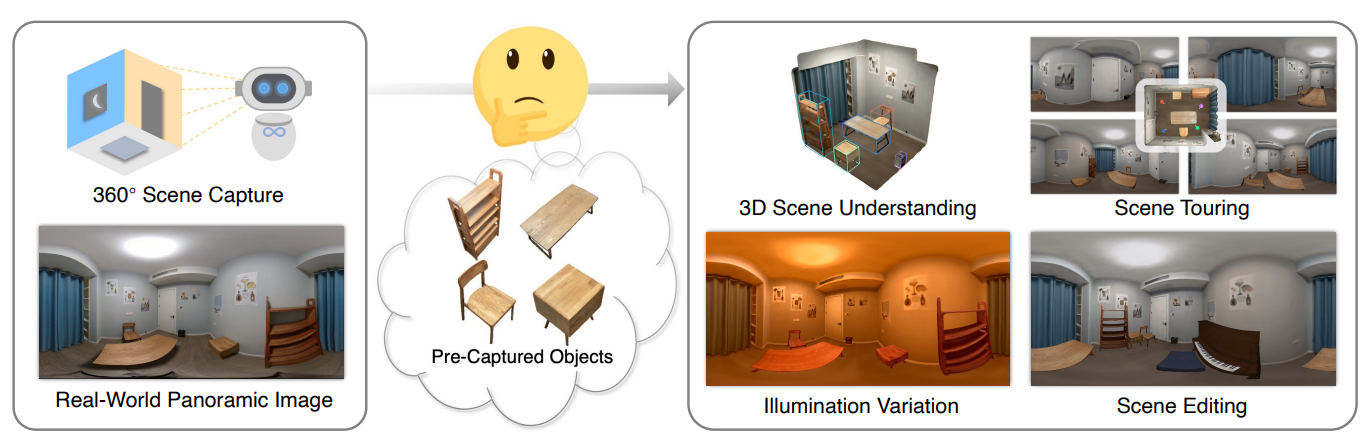 360° Scene Capture
Real-World Panoramic Image
Pre-Captured Objects
3D Scene Understanding
Scene Touring
Illumination Variation
Scene Editing